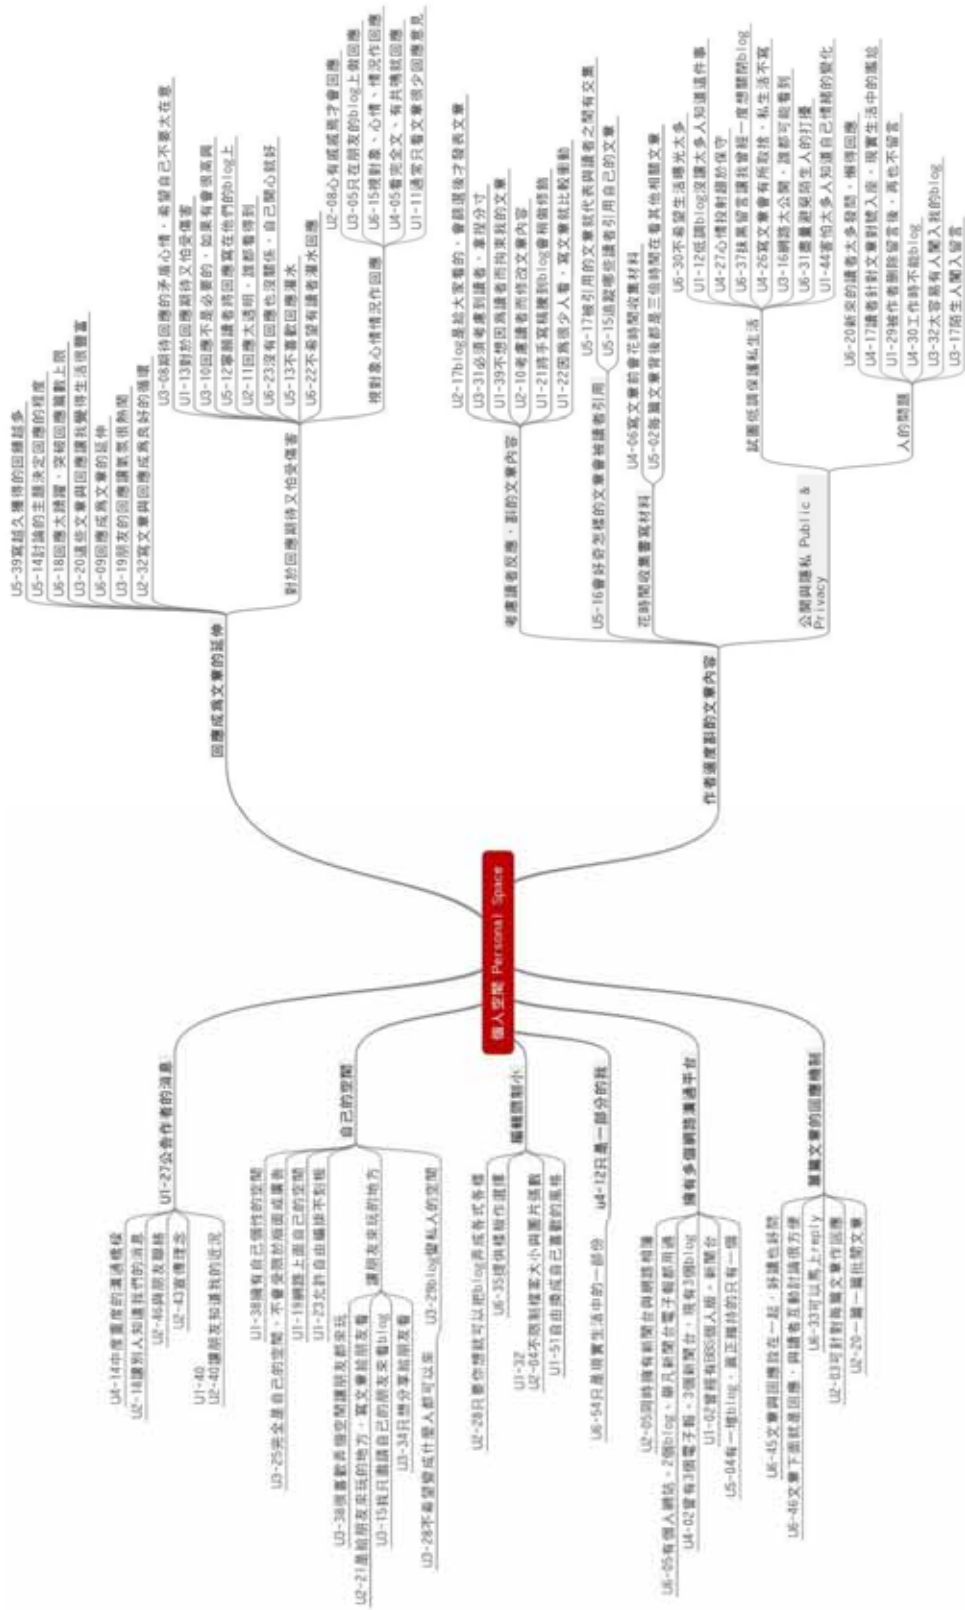 個人空間 Personal Space
U1-27公告作者的消息
U4-14中度重度的溝通橋樑
U2-18讓別人知道我們的消息
U2-46與朋友聯絡
U2-43宣傳理念
U1-40
U2-40讓朋友知道我的近況
自己的空間
U1-38擁有自己個性的空間
U3-25完全是自己的空間，不會受限於版面或廣告
U1-19網路上面自己的空間
U1-23允許自由編排不刻板
讓朋友來玩的地方
U3-38很喜歡弄個空間讓朋友都來玩
U2-21是給朋友來玩的地方，寫文章給朋友看
U3-15我只邀請自己的朋友來看blog
U3-34只想分享給朋友看
U3-29blog蠻私人的空間
U3-28不希望變成什麼人都可以來
編輯限制小
U2-28只要你想就可以把blog弄成各式各樣
U6-35提供樣板作選擇
U1-32
U2-04不限制檔案大小與圖片張數
U1-51自由換成自己喜歡的風格
u4-12只是一部分的我
U6-54只是現實生活中的一部份
擁有多個網路溝通平台
U2-05同時擁有新聞台與網路相簿
U6-05有個人網站，2個blog，舉凡新聞台電子報都用過
U4-02曾有3個電子報，3個新聞台，現有3個blog
U1-02曾經有BBS個人版，新聞台
U5-04有一堆blog，真正維持的只有一個
篇篇文章的回應機制
U6-45文章與回應放在一起，好讀也好閱
U6-46文章下面就是回應，與讀者互動討論很方便
U6-33可以馬上reply
U2-03可針對每篇文章作回應
U2-20一篇一篇批閱文章
回應成為文章的延伸
U5-39寫越久獲得的回饋越多
U5-14討論的主題決定回應的程度
U6-18回應太踴躍，突破回應篇數上限
U3-20這些文章與回應讓我覺得生活很豐富
U6-09回應成為文章的延伸
U3-19朋友的回應讓氣氛很熱鬧
U2-32寫文章與回應成為良好的循環
對於回應期待又怕受傷害
U3-08期待回應的矛盾心情，希望自己不要太在意
U1-13對於回應期待又怕受傷害
U3-10回應不是必要的，如果有會很高興
U5-12寧願讀者將回應寫在他們的blog上
U2-11回應太透明，誰都看得到
U6-23沒有回應也沒關係，自己開心就好
U5-13不喜歡回應灌水
U6-22不希望有讀者灌水回應
視對象心情情況作回應
U2-08心有戚戚焉才會回應
U3-05只在朋友的blog上做回應
U6-15視對象、心情、情況作回應
U4-05看完全文、有共鳴就回應
U1-11通常只看文章很少回應意見
作者適度斟酌文章內容
考慮讀者反應，斟酌文章內容
U2-17blog是給大家看的，會篩選後才發表文章
U3-31必須考慮到讀者，拿捏分寸
U1-39不想因為讀者而拘束我的文章
U2-10考慮讀者而修改文章內容
U1-21將手寫稿搬到blog會稍做修飾
U1-22因為很少人看，寫文章就比較衝動
U5-16會好奇怎樣的文章會被讀者引用
U5-17被引用的文章就代表與讀者之間有交集
U5-15追蹤哪些讀者引用自己的文章
花時間收集書寫材料
U4-06寫文章前會花時間收集材料
U5-02每篇文章背後都是三倍時間在看其他相關文章
公開與隱私 Public &
Privacy
試圖低調保護私生活
U6-30不希望生活曝光太多
U1-12低調blog沒讓太多人知道這件事
U4-27心情投射趨於保守
U6-37抹黑留言讓我曾經一度想關閉blog
U4-26寫文章會有所取捨，私生活不寫
U3-16網路太公開，誰都可能看到
U6-31盡量避免陌生人的打擾
U1-44害怕太多人知道自己情緒的變化
人的問題
U6-20新來的讀者太多發問，懶得回應
U4-17讀者針對文章對號入座，現實生活中的尷尬
U1-29被作者刪除留言後，再也不留言
U4-30工作時不能blog
U3-32太容易有人闖入我的blog
U3-17陌生人闖入留言